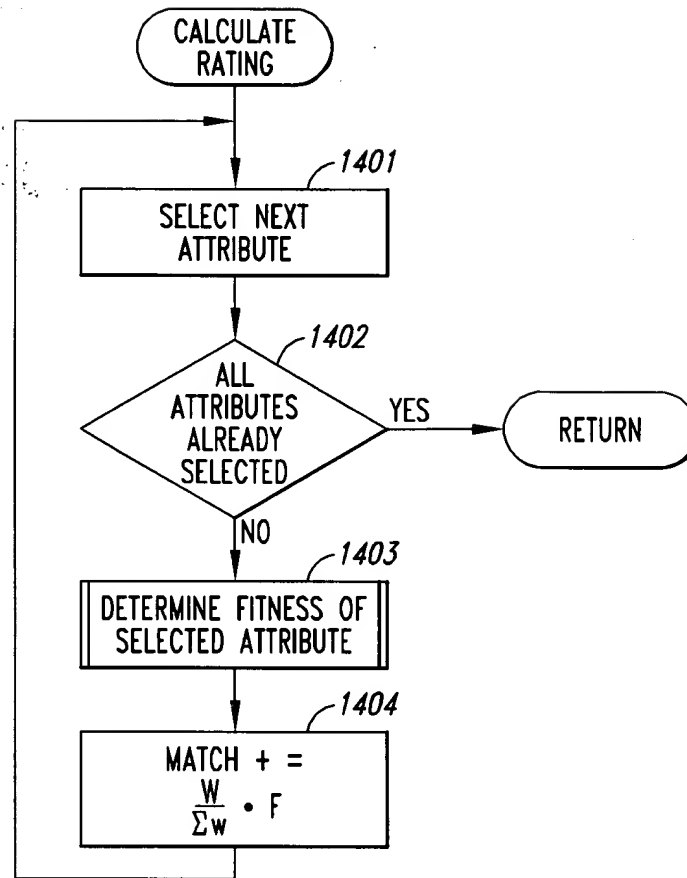 CALCULATE
RATING
1401
SELECT NEXT
ATTRIBUTE
1402
ALL
ATTRIBUTES
ALREADY
SELECTED
YES
RETURN
NO
1403
DETERMINE FITNESS OF
SELECTED ATTRIBUTE
1404
MATCH + =
W
Σw • F